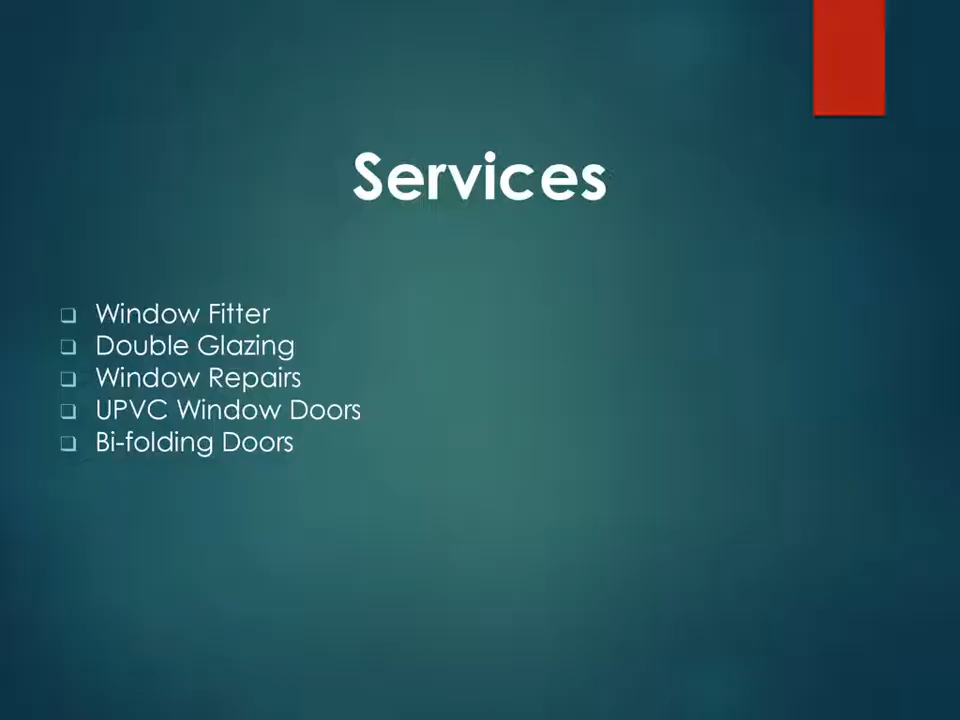 Services
Window Fitter
Double Glazing
Window Repairs
UPVC Window Doors
Bi-folding Doors